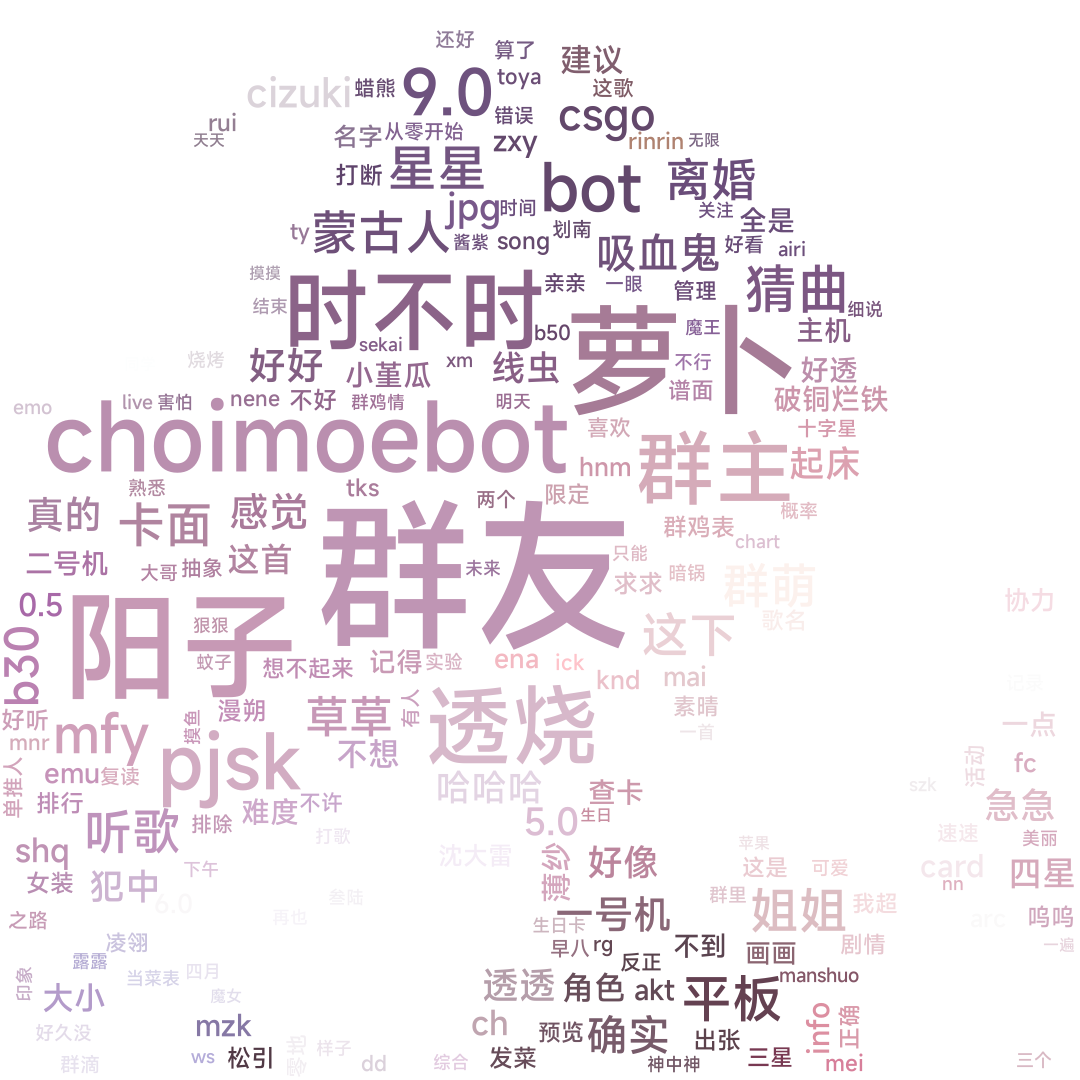 还好
算了
建议
cizuki
蜡熊
9.0
toya
这歌
rui
天天
名字
从零开始
错误
csgo
zxy
rinrin
无限
打断
星星
bot
离婚
jpg
时间
关注
全是
ty
蒙古人
酱紫
song
划南
吸血鬼
好看
airi
摸摸
时不时
亲亲
一眼
管理
猜曲
细说
结束
sekai
b50
萝卜
魔王
主机
烧烤
好好
小堇瓜
xm
线虫
不行
好透
谱面
破铜烂铁
emo
live
害怕
nene
不好
群鸡情
明天
choimoebot
喜欢
十字星
hnm
群主
起床
熟悉
tks
两个
限定
概率
真的
卡面
感觉
群友
群鸡表
chart
二号机
大哥
抽象
这首
未来
只能
求求
暗锅
群萌
0.5
阳子
狠狠
歌名
协力
b30
蚊子
想不起来
记得
实验
ena
ick
这下
knd
mai
好听
mnr
mfy
摸鱼
漫朔
草草
有人
透烧
素晴
一首
一点
单推人
emu
复读
pjsk
不想
哈哈哈
查卡
szk
活动
fc
排行
听歌
排除
难度
不许
5.0
生日
急急
shq
打歌
沈大雷
薄纱
好像
苹果
速速
美丽
女装
犯中
下午
6.0
叁陆
这是
可爱
card
nn
四星
之路
再也
一号机
群里
姐姐
我超
arc
呜呜
凌翎
生日卡
早八
rg
不到
画画
剧情
一遍
露露
印象
当菜表
四月
反正
manshuo
大小
魔女
透透
角色
akt
平板
好久没
mzk
ch
预览
确实
出张
info
正确
群滴
ws
松引
样子
dd
综合
发菜
神中神
三星
mei
三个